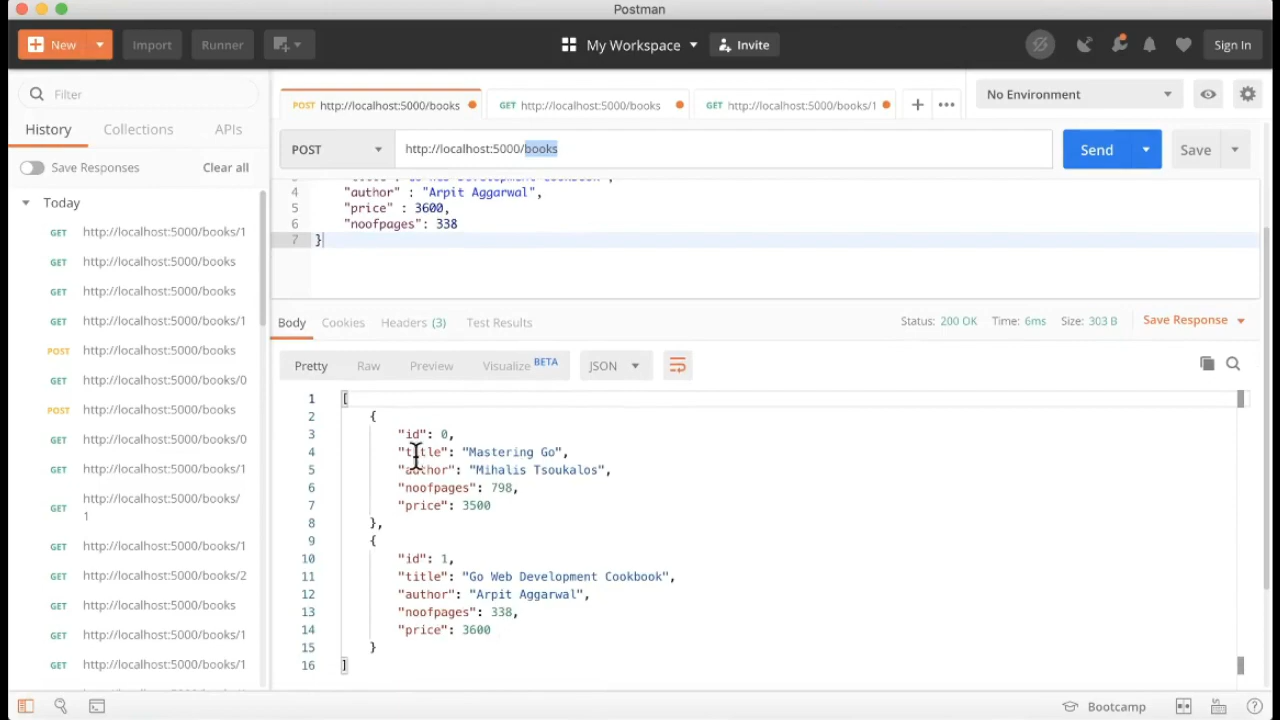 Postman
New
Import
Runner
My Workspace
Invite
Sign In
Filter
History
Collections
APIs
Save Responses
Clear all
Today
GET http://localhost:5000/books/1
GET http://localhost:5000/books
GET http://localhost:5000/books
GET http://localhost:5000/books/1
POST http://localhost:5000/books
GET http://localhost:5000/books/0
POST http://localhost:5000/books
GET http://localhost:5000/books/0
GET http://localhost:5000/books/1
GET http://localhost:5000/books/
1
GET http://localhost:5000/books/1
GET http://localhost:5000/books/2
GET http://localhost:5000/books
GET http://localhost:5000/books/1
GET http://localhost:5000/books/1
POST http://localhost:5000/books
GET http://localhost:5000/books
GET http://localhost:5000/books/1
No Environment
POST
http://localhost:5000/books
Send
Save
4 "author" : "Arpit Aggarwal",
5 "price" : 3600,
6 "noofpages": 338
7 }
Body
Cookies
Headers (3)
Test Results
Status: 200 OK
Time: 6ms
Size: 303 B
Save Response
Pretty
Raw
Preview
Visualize BETA
JSON
1 [
2 {
3 "id": 0,
4 "title": "Mastering Go",
5 "author": "Mihalis Tsoukalos",
6 "noofpages": 798,
7 "price": 3500
8 },
9 {
10 "id": 1,
11 "title": "Go Web Development Cookbook",
12 "author": "Arpit Aggarwal",
13 "noofpages": 338,
14 "price": 3600
15 }
16 ]
Bootcamp